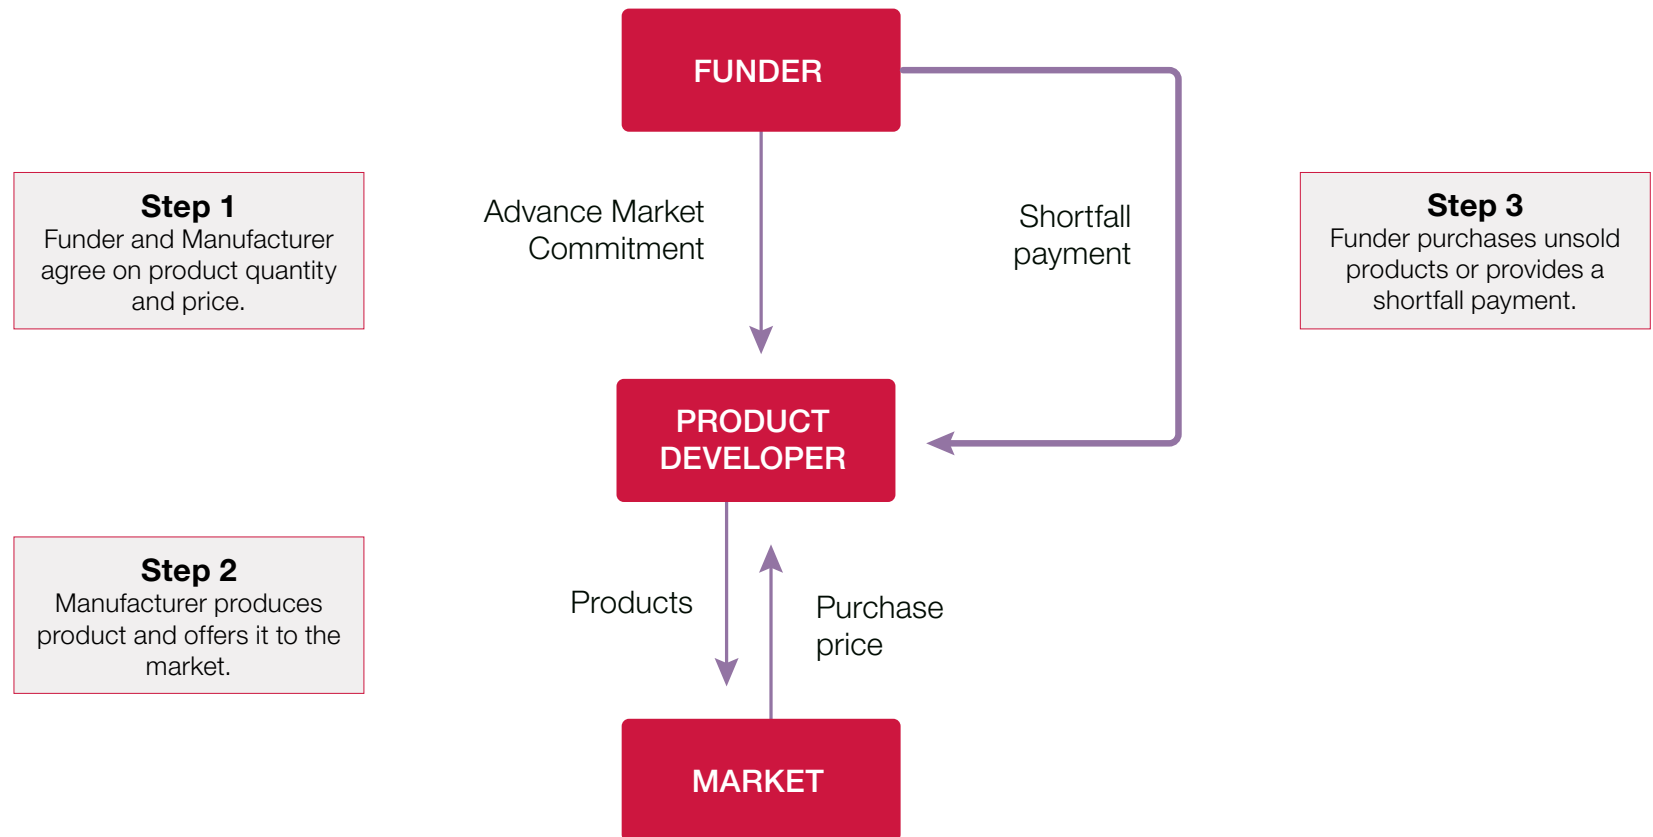 FUNDER
Step 1
Funder and Manufacturer
agree on product quantity
and price.
Advance Market
Commitment
Shortfall
payment
Step 3
Funder purchases unsold
products or provides a
shortfall payment.
PRODUCT
DEVELOPER
Step 2
Manufacturer produces
product and offers it to the
market.
Products
Purchase
price
MARKET